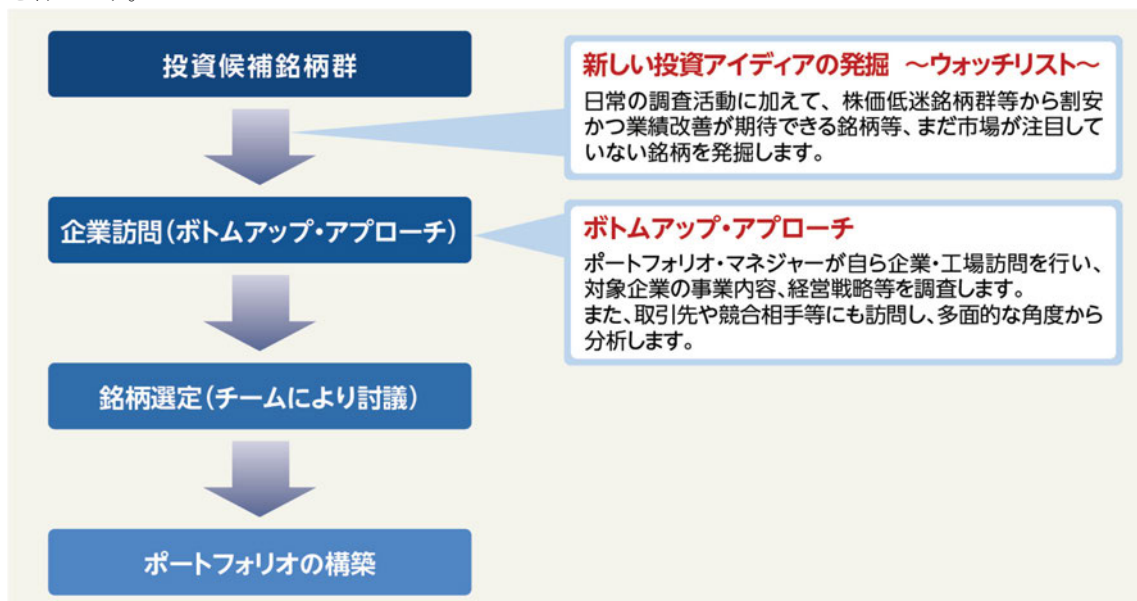 投資候補銘柄群
新しい投資アイディアの発掘 ～ウォッチリスト～
日常の調査活動に加えて、株価低迷銘柄群等から割安
かつ業績改善が期待できる銘柄等、まだ市場が注目して
いない銘柄を発掘します。
企業訪問(ボトムアップ・アプローチ)
ボトムアップ・アプローチ
ポートフォリオ・マネジャーが自ら企業・工場訪問を行い、
対象企業の事業内容、経営戦略等を調査します。
また、取引先や競合相手等にも訪問し、多面的な角度から
分析します。
銘柄選定(チームにより討議)
ポートフォリオの構築